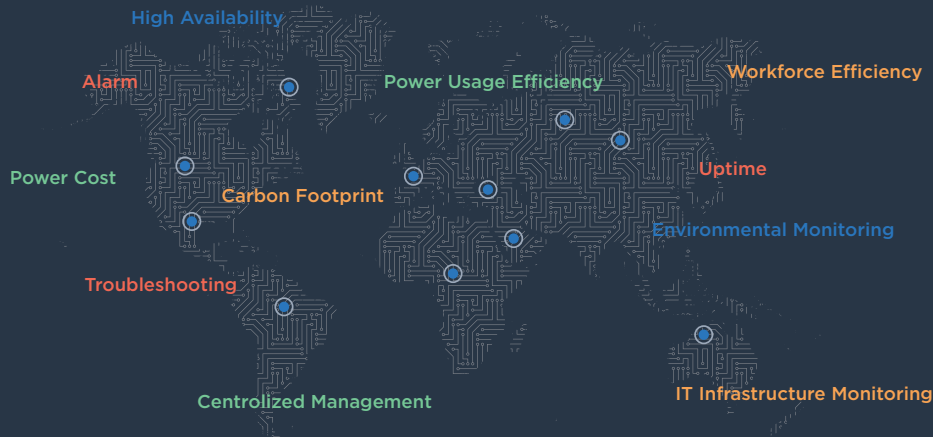 High Availability
Alarm
Power Usage Efficiency
Workforce Efficiency
Power Cost
Carbon Footprint
Uptime
Environmental Monitoring
Troubleshooting
Centrolized Management
IT Infrastructure Monitoring